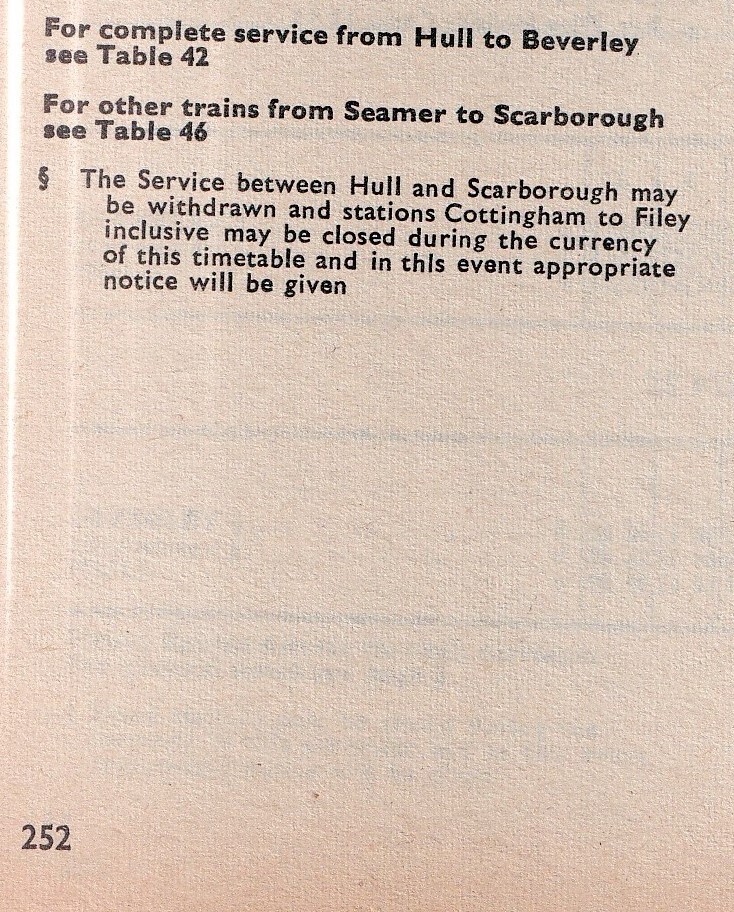 For complete service from Hull to Beverley
see Table 42
For other trains from Seamer to Scarborough
see Table 46
§ The Service between Hull and Scarborough may
be withdrawn and stations Cottingham to Filey
inclusive may be closed during the currency
of this timetable and in this event appropriate
notice will be given
252